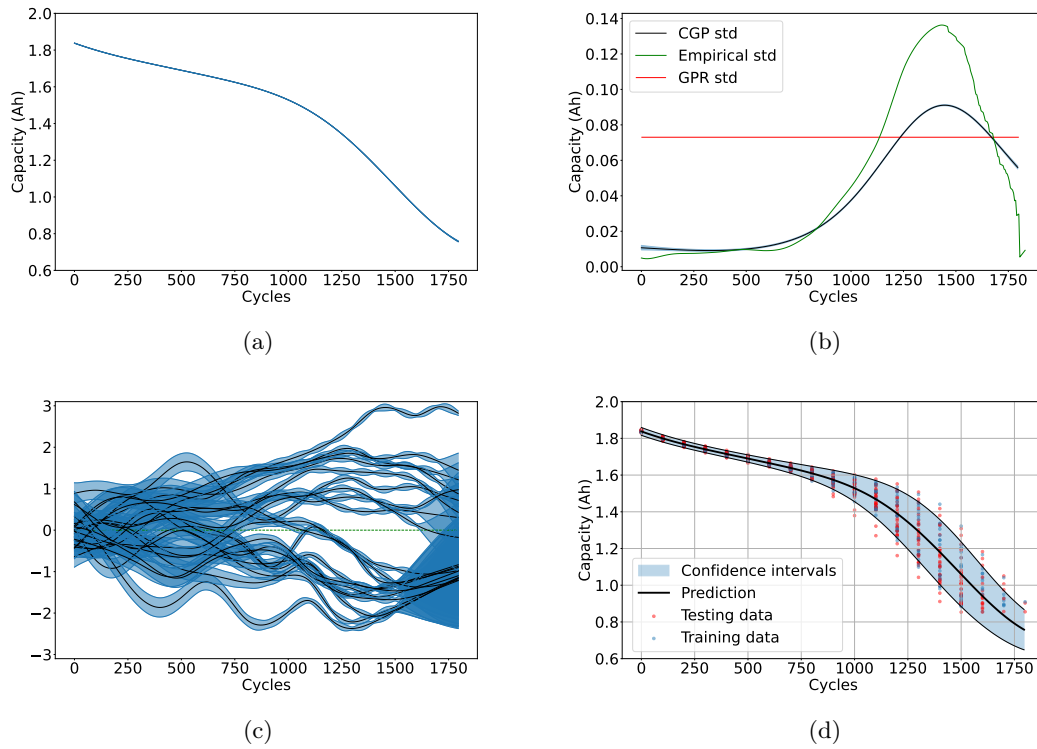 2.0
1.8
1.6
1.4
1.2
1.0
0.8
0.6
Capacity (Ah)
0 250 500 750 1000 1250 1500 1750
Cycles
(a)
0.14
0.12
0.10
0.08
0.06
0.04
0.02
0.00
Capacity (Ah)
CGP std
Empirical std
GPR std
0 250 500 750 1000 1250 1500 1750
Cycles
(b)
3
2
1
0
−1
−2
−3
0 250 500 750 1000 1250 1500 1750
Cycles
(c)
2.0
1.8
1.6
1.4
1.2
1.0
0.8
0.6
Capacity (Ah)
Confidence intervals
Prediction
Testing data
Training data
0 250 500 750 1000 1250 1500 1750
Cycles
(d)